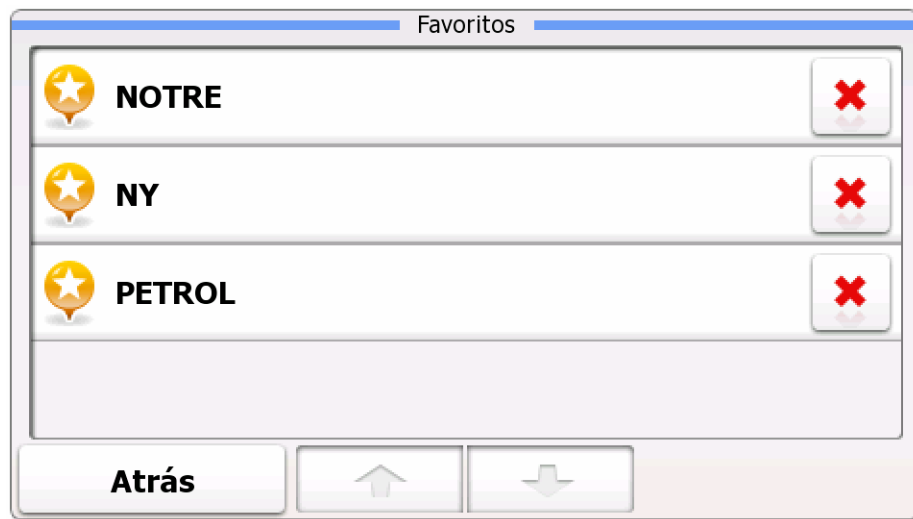 Favoritos
NOTRE
NY
PETROL
Atrás